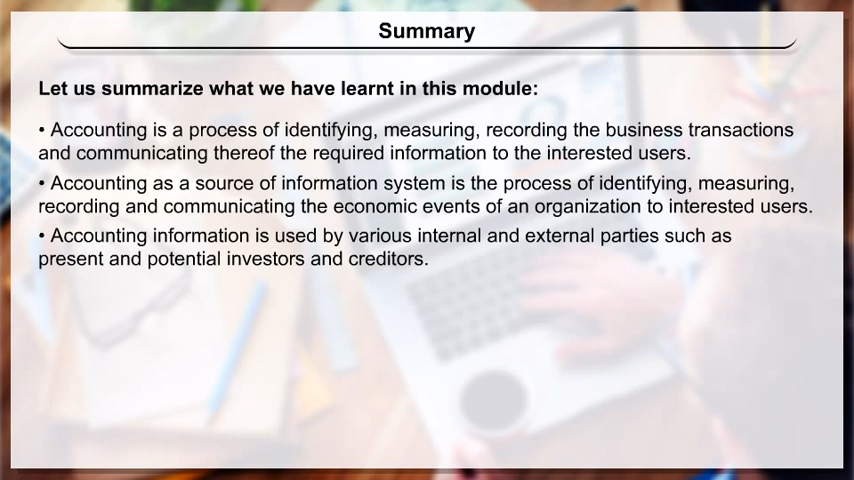 Summary
Let us summarize what we have learnt in this module:
• Accounting is a process of identifying, measuring, recording the business transactions
and communicating thereof the required information to the interested users.
• Accounting as a source of information system is the process of identifying, measuring,
recording and communicating the economic events of an organization to interested users.
• Accounting information is used by various internal and external parties such as
present and potential investors and creditors.